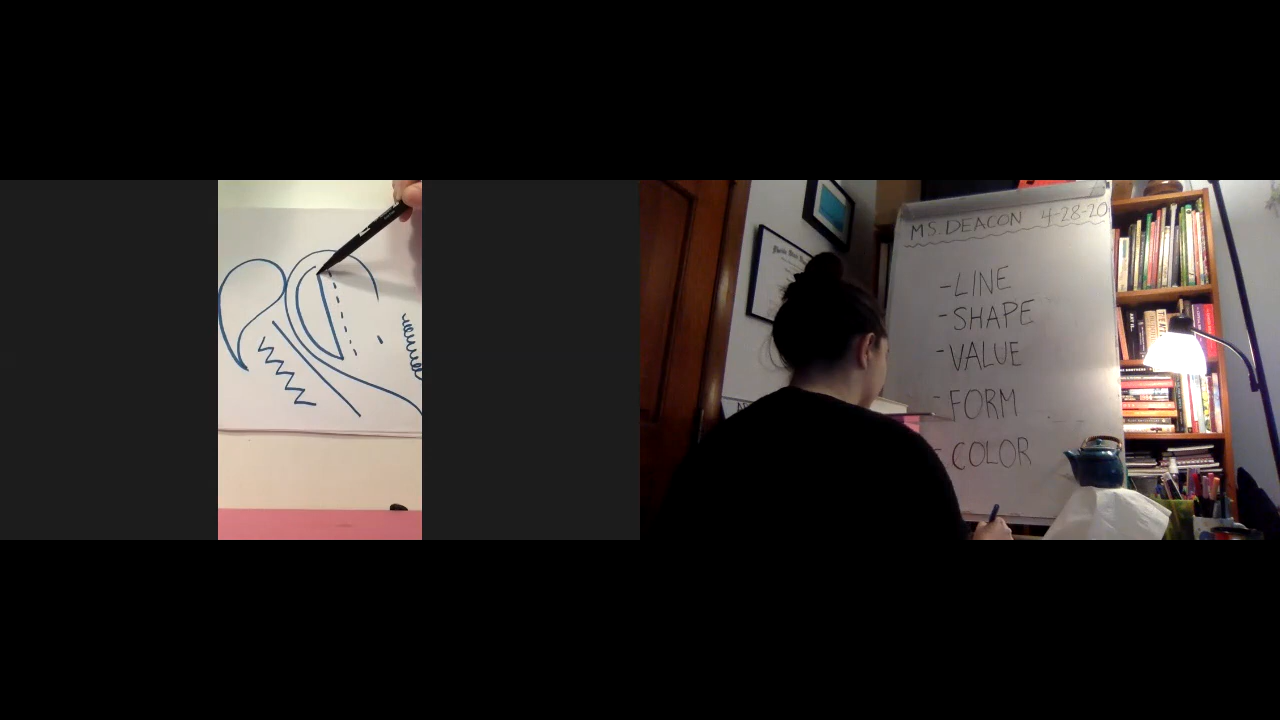 MS. DEACON 4-28-20
-LINE
-SHAPE
-VALUE
-FORM
-COLOR